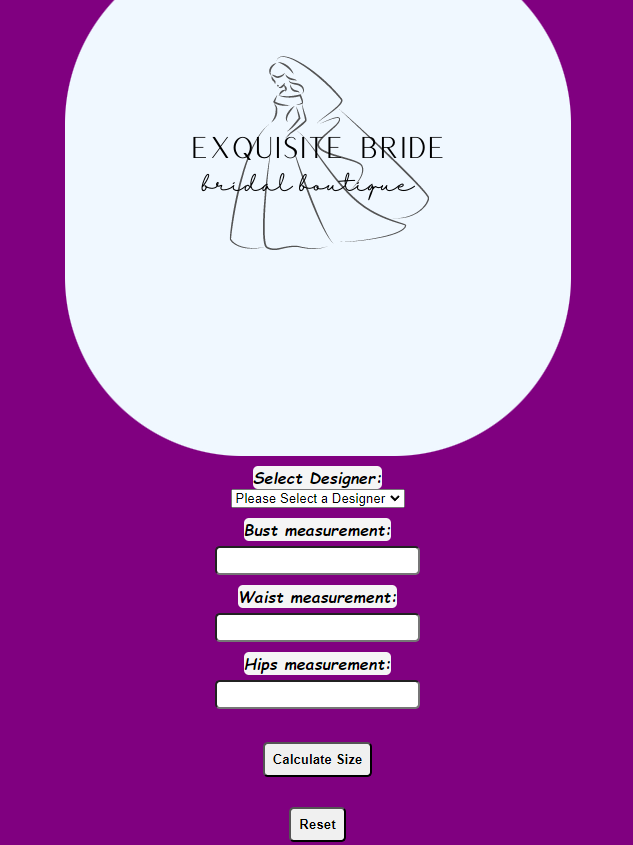 EXQUISITE BRIDE
bridal boutique
Select Designer:
Please Select a Designer
Bust measurement:
Waist measurement:
Hips measurement:
Calculate Size
Reset